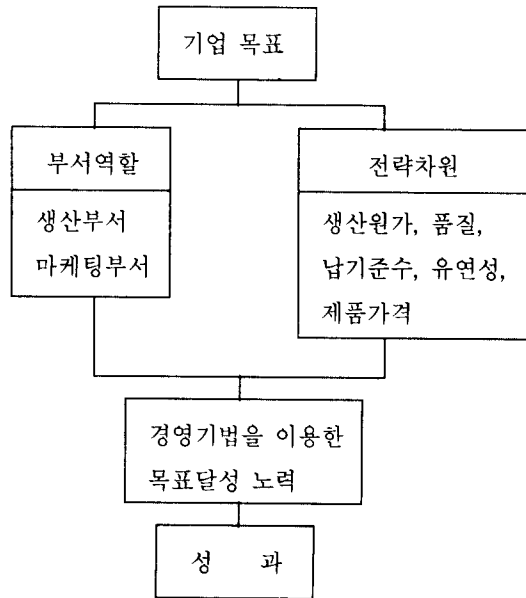 기업 목표
부서역할
생산부서
마케팅부서
전략차원
생산원가, 품질,
납기준수, 유연성,
제품가격
경영기법을 이용한
목표달성 노력
성 과